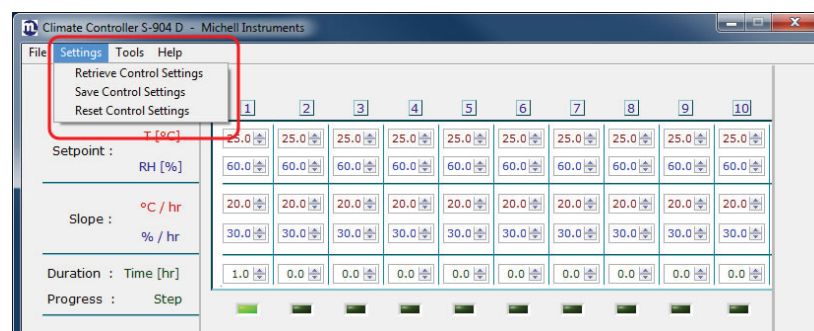 Climate Controller S-904 D - Michell Instruments
File Settings Tools Help
Retrieve Control Settings
Save Control Settings
Reset Control Settings
1 2 3 4 5 6 7 8 9 10
Setpoint :
T [°C] 25.0 25.0 25.0 25.0 25.0 25.0 25.0 25.0 25.0 25.0
RH [%] 60.0 60.0 60.0 60.0 60.0 60.0 60.0 60.0 60.0 60.0
Slope :
°C / hr 20.0 20.0 20.0 20.0 20.0 20.0 20.0 20.0 20.0 20.0
% / hr 30.0 30.0 30.0 30.0 30.0 30.0 30.0 30.0 30.0 30.0
Duration : Time [hr] 1.0 0.0 0.0 0.0 0.0 0.0 0.0 0.0 0.0 0.0
Progress : Step